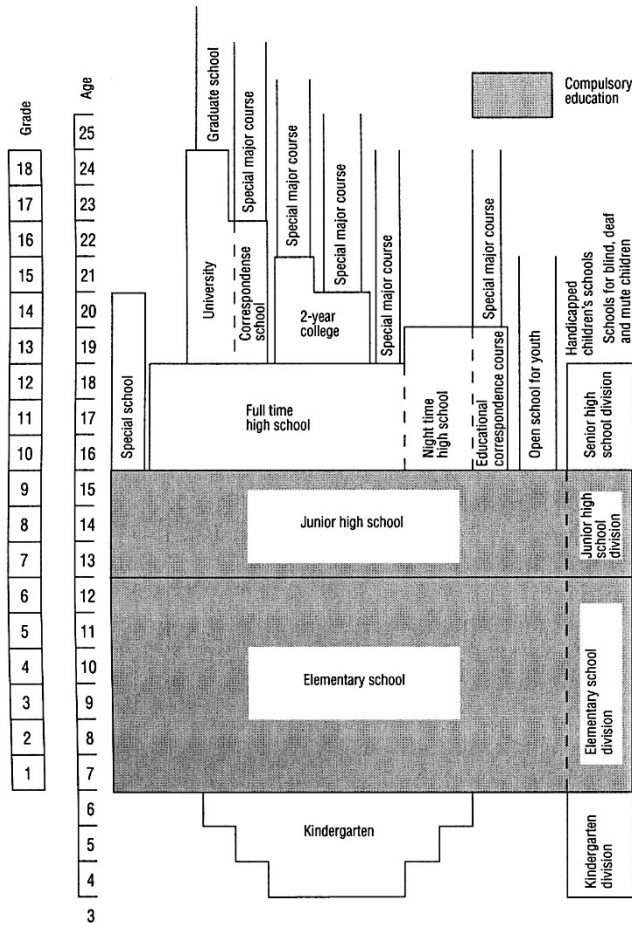 Compulsory
education
Grade
Age
25
18
24
17
23
16
22
15
21
14
20
13
19
12
18
11
17
10
16
9
15
8
14
7
13
6
12
5
11
4
10
3
9
2
8
1
7
6
5
4
3
Graduate school
Special major course
Special major course
Special major course
Special major course
Special major course
University
Correspondense
school
2-year
college
Special school
Full time
high school
Night time
high school
Educational
correspondence course
Open school for youth
Handicapped
children's schools
Schools for blind, deaf
and mute children
Senior high
school division
Junior high school
Junior high
school
division
Elementary school
Elementary school
division
Kindergarten
Kindergarten
division